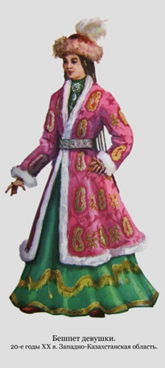 Бешпет девушки.
20-е годы XX в. Западно-Казахстанская область.